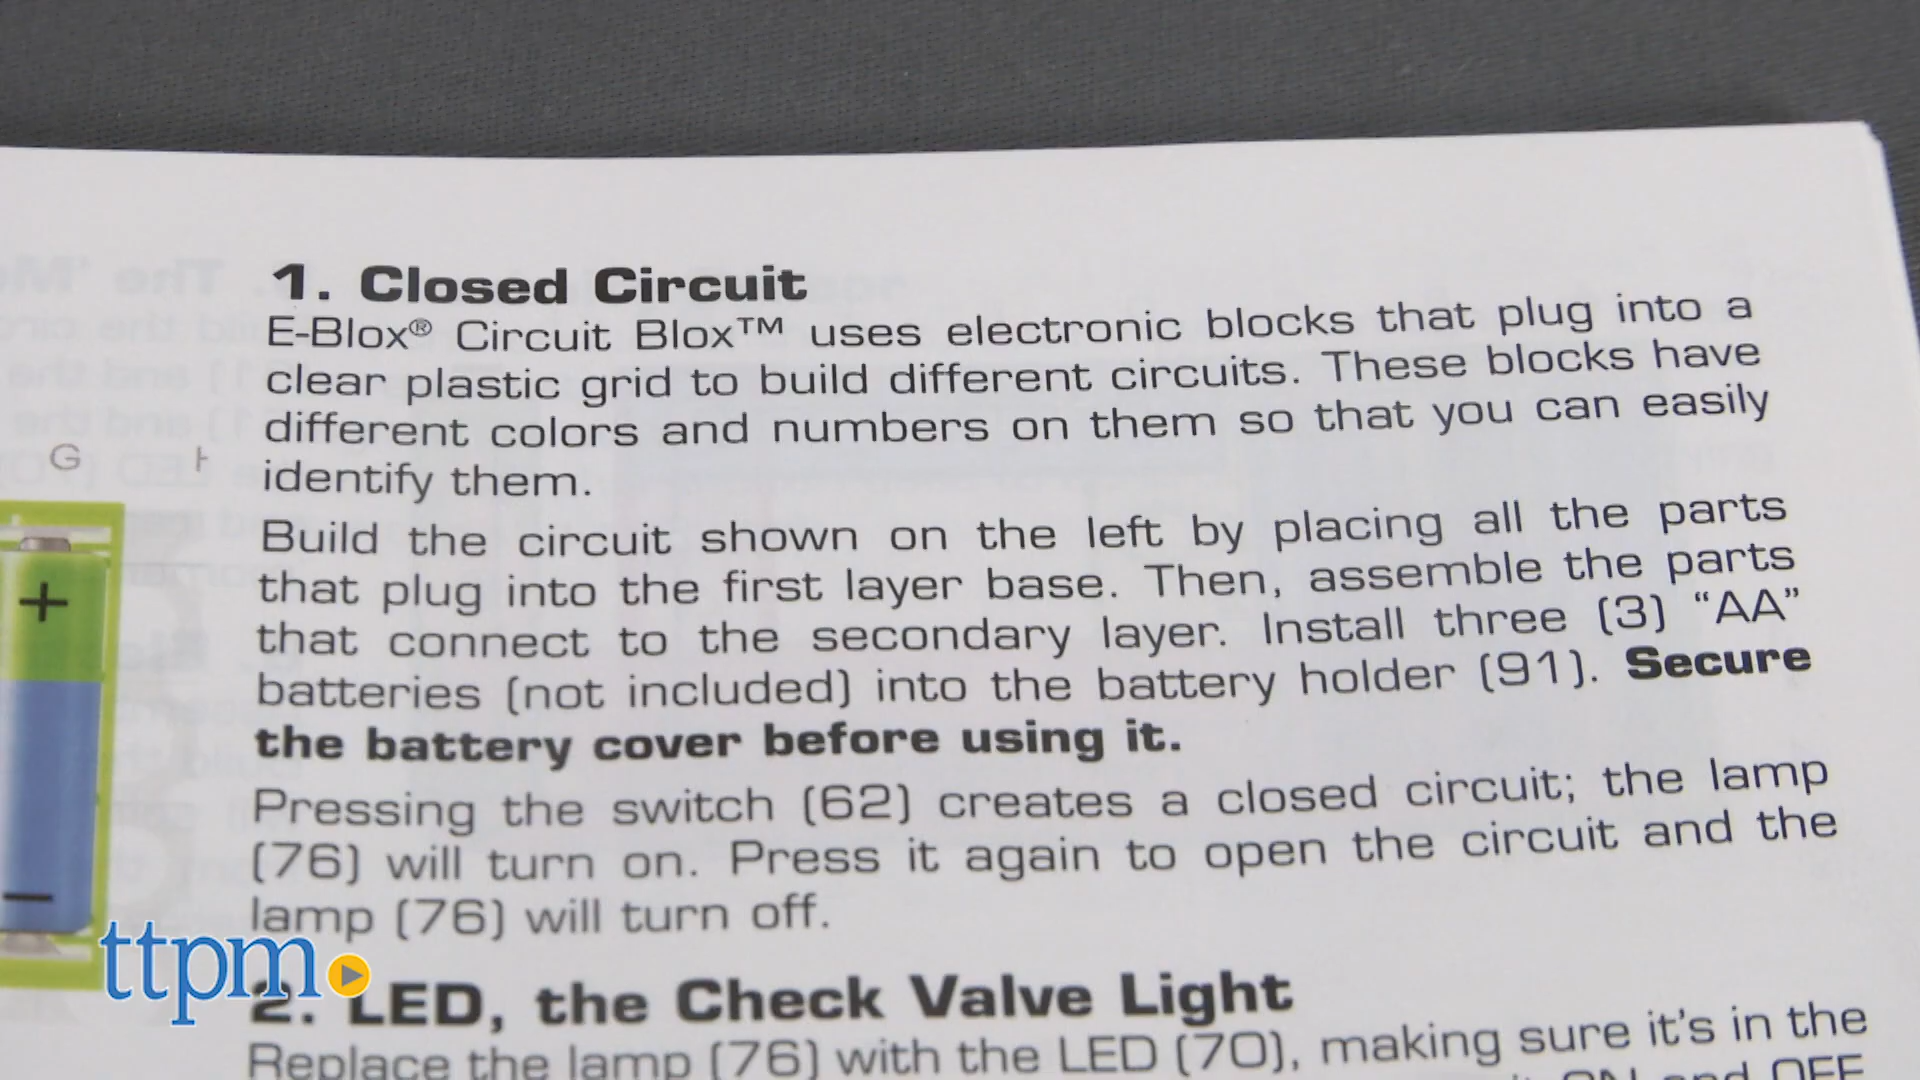 1. Closed Circuit
E-Blox® Circuit Blox™ uses electronic blocks that plug into a
clear plastic grid to build different circuits. These blocks have
different colors and numbers on them so that you can easily
identify them.
G
Build the circuit shown on the left by placing all the parts
that plug into the first layer base. Then, assemble the parts
that connect to the secondary layer. Install three (3) “AA”
batteries (not included) into the battery holder (91). Secure
the battery cover before using it.
+
Pressing the switch (62) creates a closed circuit; the lamp
(76) will turn on. Press it again to open the circuit and the
lamp (76) will turn off.
–
ttpm
2. LED, the Check Valve Light
Replace the lamp (76) with the LED (70), making sure it's in the
ON and OFF